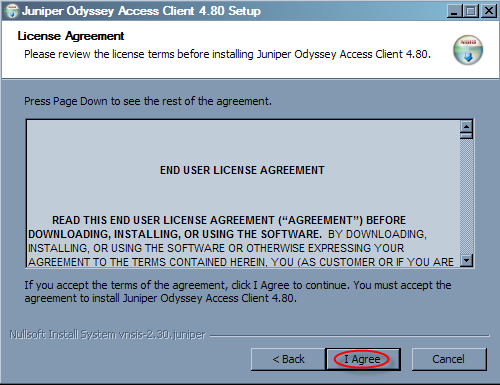 Juniper Odyssey Access Client 4.80 Setup
License Agreement
Please review the license terms before installing Juniper Odyssey Access Client 4.80.
Press Page Down to see the rest of the agreement.
END USER LICENSE AGREEMENT
READ THIS END USER LICENSE AGREEMENT (“AGREEMENT”) BEFORE
DOWNLOADING, INSTALLING, OR USING THE SOFTWARE. BY DOWNLOADING,
INSTALLING, OR USING THE SOFTWARE OR OTHERWISE EXPRESSING YOUR
AGREEMENT TO THE TERMS CONTAINED HEREIN, YOU (AS CUSTOMER OR IF YOU ARE
If you accept the terms of the agreement, click I Agree to continue. You must accept the
agreement to install Juniper Odyssey Access Client 4.80.
Nullsoft Install System vnsis-2.30.juniper
< Back I Agree Cancel